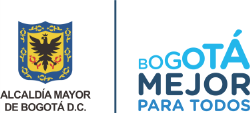 ALCALDÍA MAYOR
DE BOGOTÁ D.C.
BOGOTÁ
MEJOR
PARA TODOS